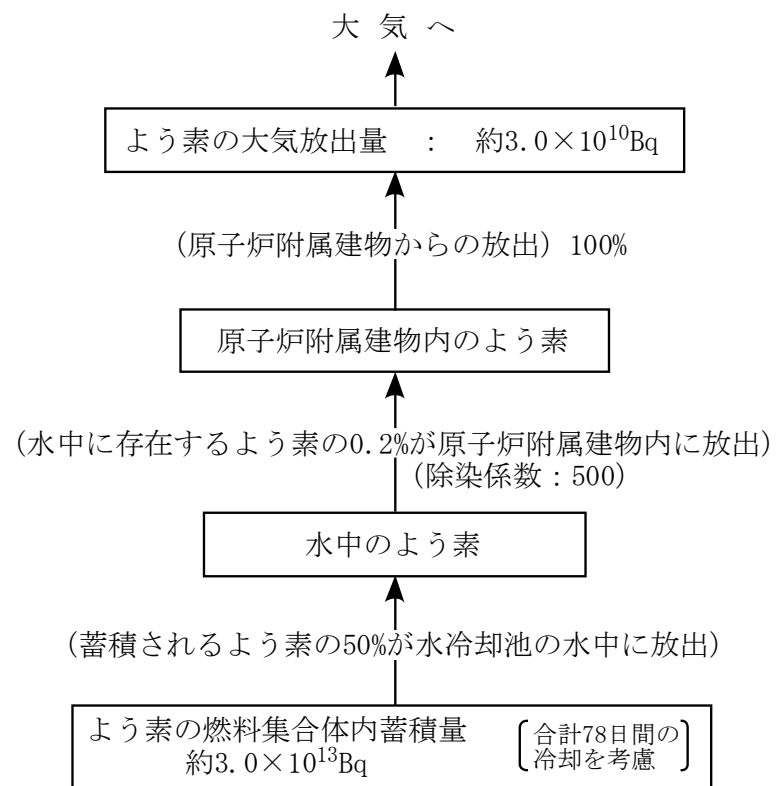 大気へ
よう素の大気放出量 : 約3.0×10¹⁰Bq
(原子炉附属建物からの放出) 100%
原子炉附属建物内のよう素
(水中に存在するよう素の0.2%が原子炉附属建物内に放出)
(除染係数:500)
水中のよう素
(蓄積されるよう素の50%が水冷却池の水中に放出)
よう素の燃料集合体内蓄積量
約3.0×10¹³Bq
合計78日間の
冷却を考慮